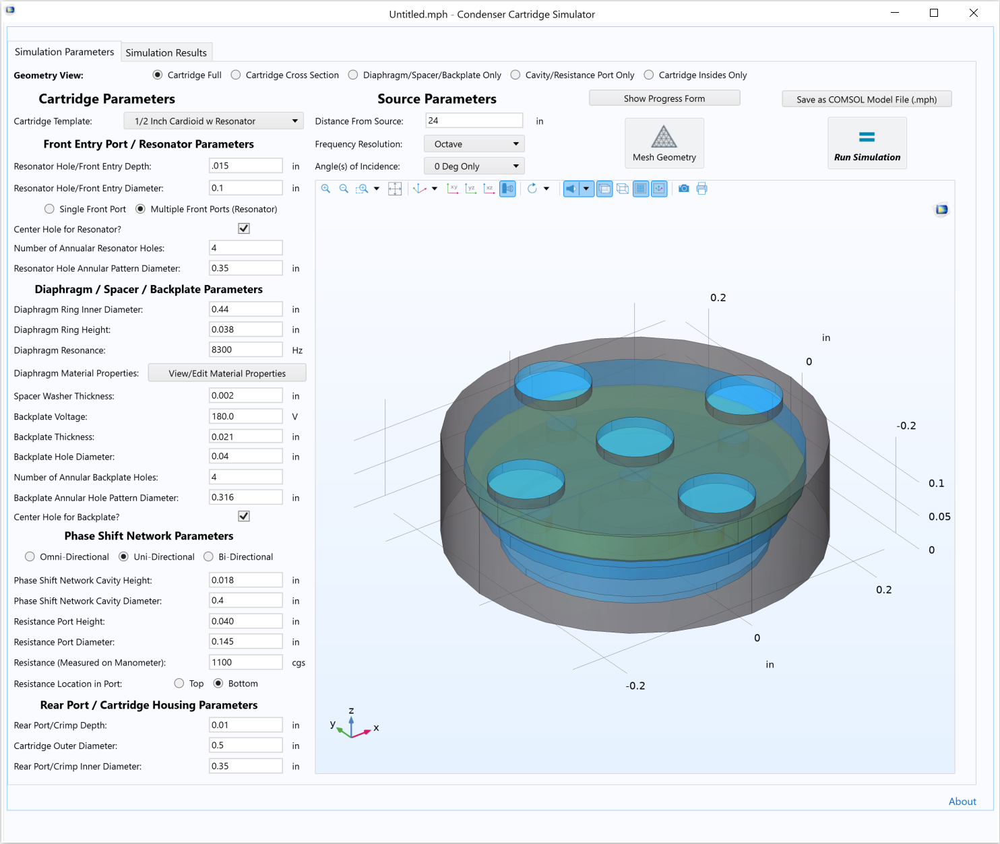 Untitled.mph - Condenser Cartridge Simulator
Simulation Parameters
Simulation Results
Geometry View:
Cartridge Full
Cartridge Cross Section
Diaphragm/Spacer/Backplate Only
Cavity/Resistance Port Only
Cartridge Insides Only
Cartridge Parameters
Cartridge Template:
1/2 Inch Cardioid w Resonator
Front Entry Port / Resonator Parameters
Resonator Hole/Front Entry Depth:
.015
in
Resonator Hole/Front Entry Diameter:
0.1
in
Single Front Port
Multiple Front Ports (Resonator)
Center Hole for Resonator?
Number of Annualar Resonator Holes:
4
Resonator Hole Annular Pattern Diameter:
0.35
in
Diaphragm / Spacer / Backplate Parameters
Diaphragm Ring Inner Diameter:
0.44
in
Diaphragm Ring Height:
0.038
in
Diaphragm Resonance:
8300
Hz
Diaphragm Material Properties:
View/Edit Material Properties
Spacer Washer Thickness:
0.002
in
Backplate Voltage:
180.0
V
Backplate Thickness:
0.021
in
Backplate Hole Diameter:
0.04
in
Number of Annular Backplate Holes:
4
Backplate Annular Hole Pattern Diameter:
0.316
in
Center Hole for Backplate?
Phase Shift Network Parameters
Omni-Directional
Uni-Directional
Bi-Directional
Phase Shift Network Cavity Height:
0.018
in
Phase Shift Network Cavity Diameter:
0.4
in
Resistance Port Height:
0.040
in
Resistance Port Diameter:
0.145
in
Resistance (Measured on Manometer):
1100
cgs
Resistance Location in Port:
Top
Bottom
Rear Port / Cartridge Housing Parameters
Rear Port/Crimp Depth:
0.01
in
Cartridge Outer Diameter:
0.5
in
Rear Port/Crimp Inner Diameter:
0.35
in
Source Parameters
Distance From Source:
24
in
Frequency Resolution:
Octave
Angle(s) of Incidence:
0 Deg Only
Show Progress Form
Mesh Geometry
Save as COMSOL Model File (.mph)
Run Simulation
xy
yz
xz
0.2
in
0
-0.2
0.1
0.05
0
0.2
0
in
-0.2
z
y
x
About